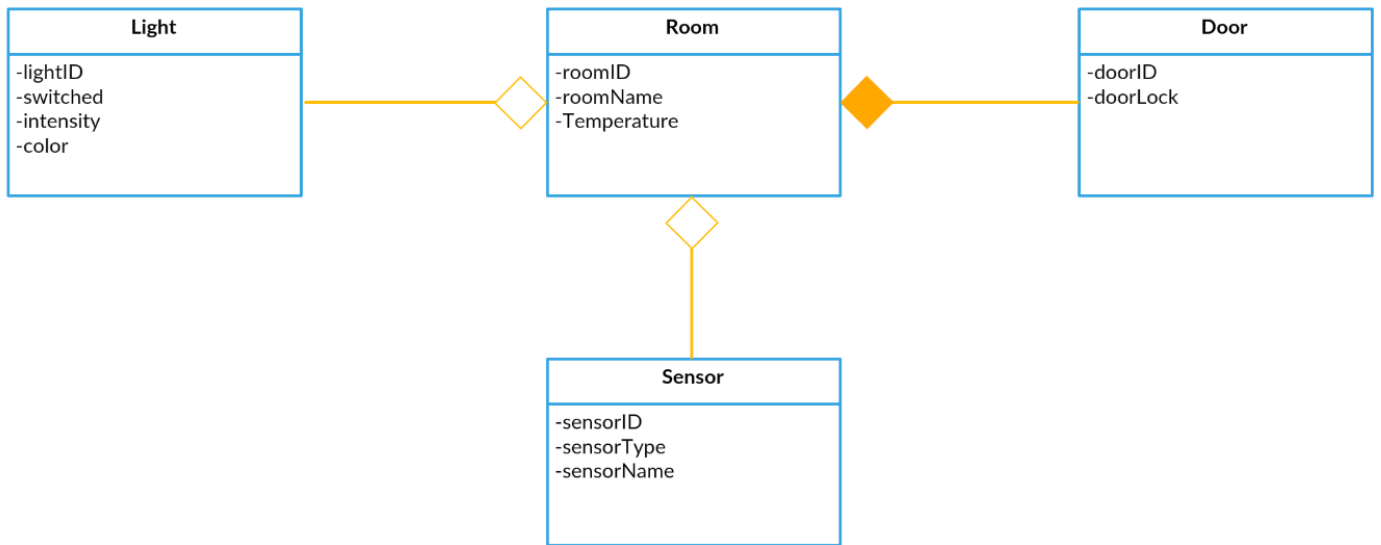 Light
-lightID
-switched
-intensity
-color
Room
-roomID
-roomName
-Temperature
Door
-doorID
-doorLock
Sensor
-sensorID
-sensorType
-sensorName